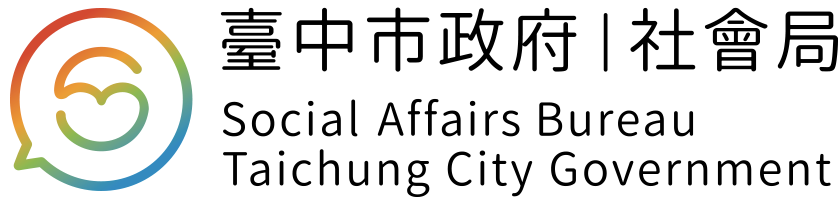 臺中市政府|社會局
Social Affairs Bureau
Taichung City Government